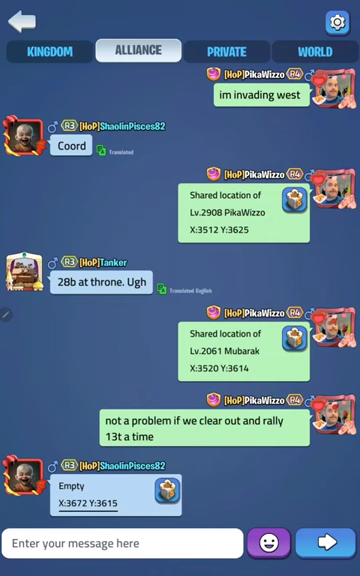 KINGDOM
ALLIANCE
PRIVATE
WORLD
[HoP]PikaWizzo R4
im invading west
R3 [HoP]ShaolinPisces82
Coord
Translated
[HoP]PikaWizzo R4
Shared location of
Lv.2908 PikaWizzo
X:3512 Y:3625
R3 [HoP]Tanker
28b at throne. Ugh
Translated English
[HoP]PikaWizzo R4
Shared location of
Lv.2061 Mubarak
X:3520 Y:3614
[HoP]PikaWizzo R4
not a problem if we clear out and rally
13t a time
R3 [HoP]ShaolinPisces82
Empty
X:3672 Y:3615
Enter your message here